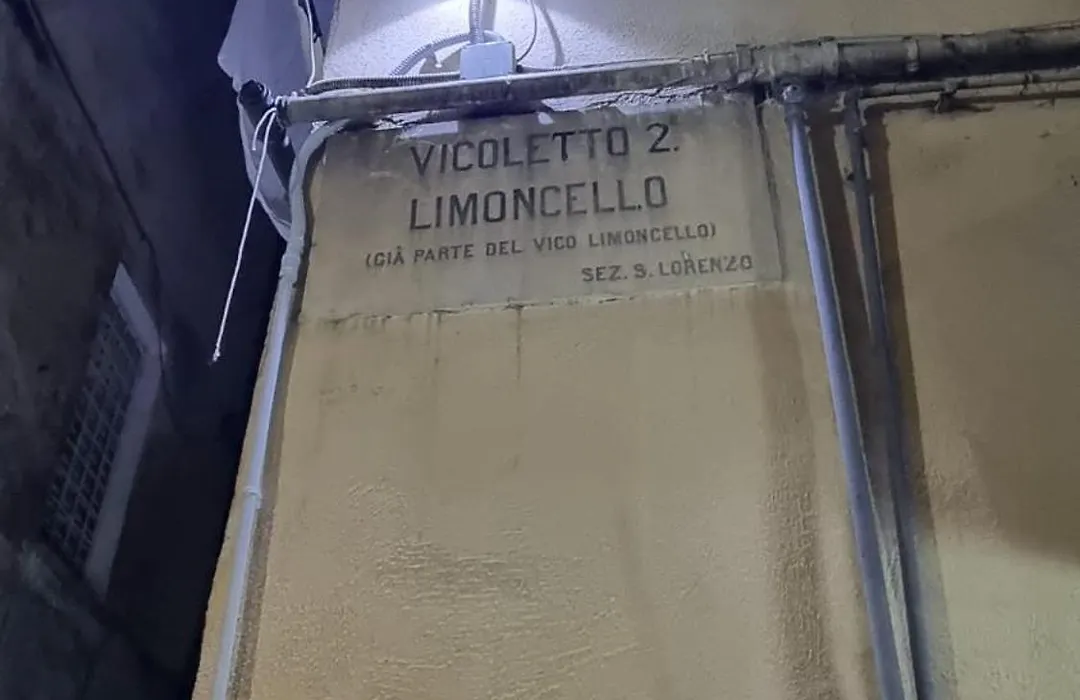 VICOLETTO 2.
LIMONCELLO
(GIÀ PARTE DEL VICO LIMONCELLO)
SEZ. S. LORENZO